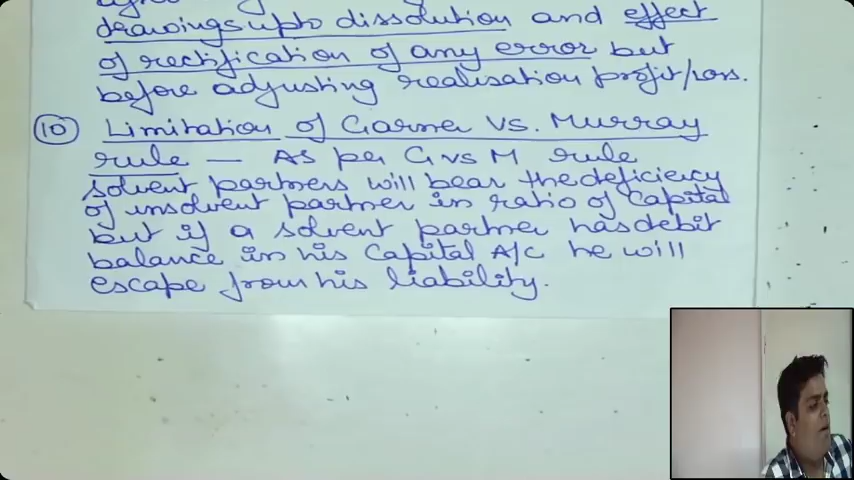 drawings upto dissolution and effect
of rectification of any error but
before adjusting realisation profit/loss.
10 Limitation of Garner VS. Murray
rule — As per G vs M rule
solvent partners will bear the deficiency
of insolvent partner in ratio of capital
but if a solvent partner has debit
balance in his Capital A/c he will
escape from his liability.